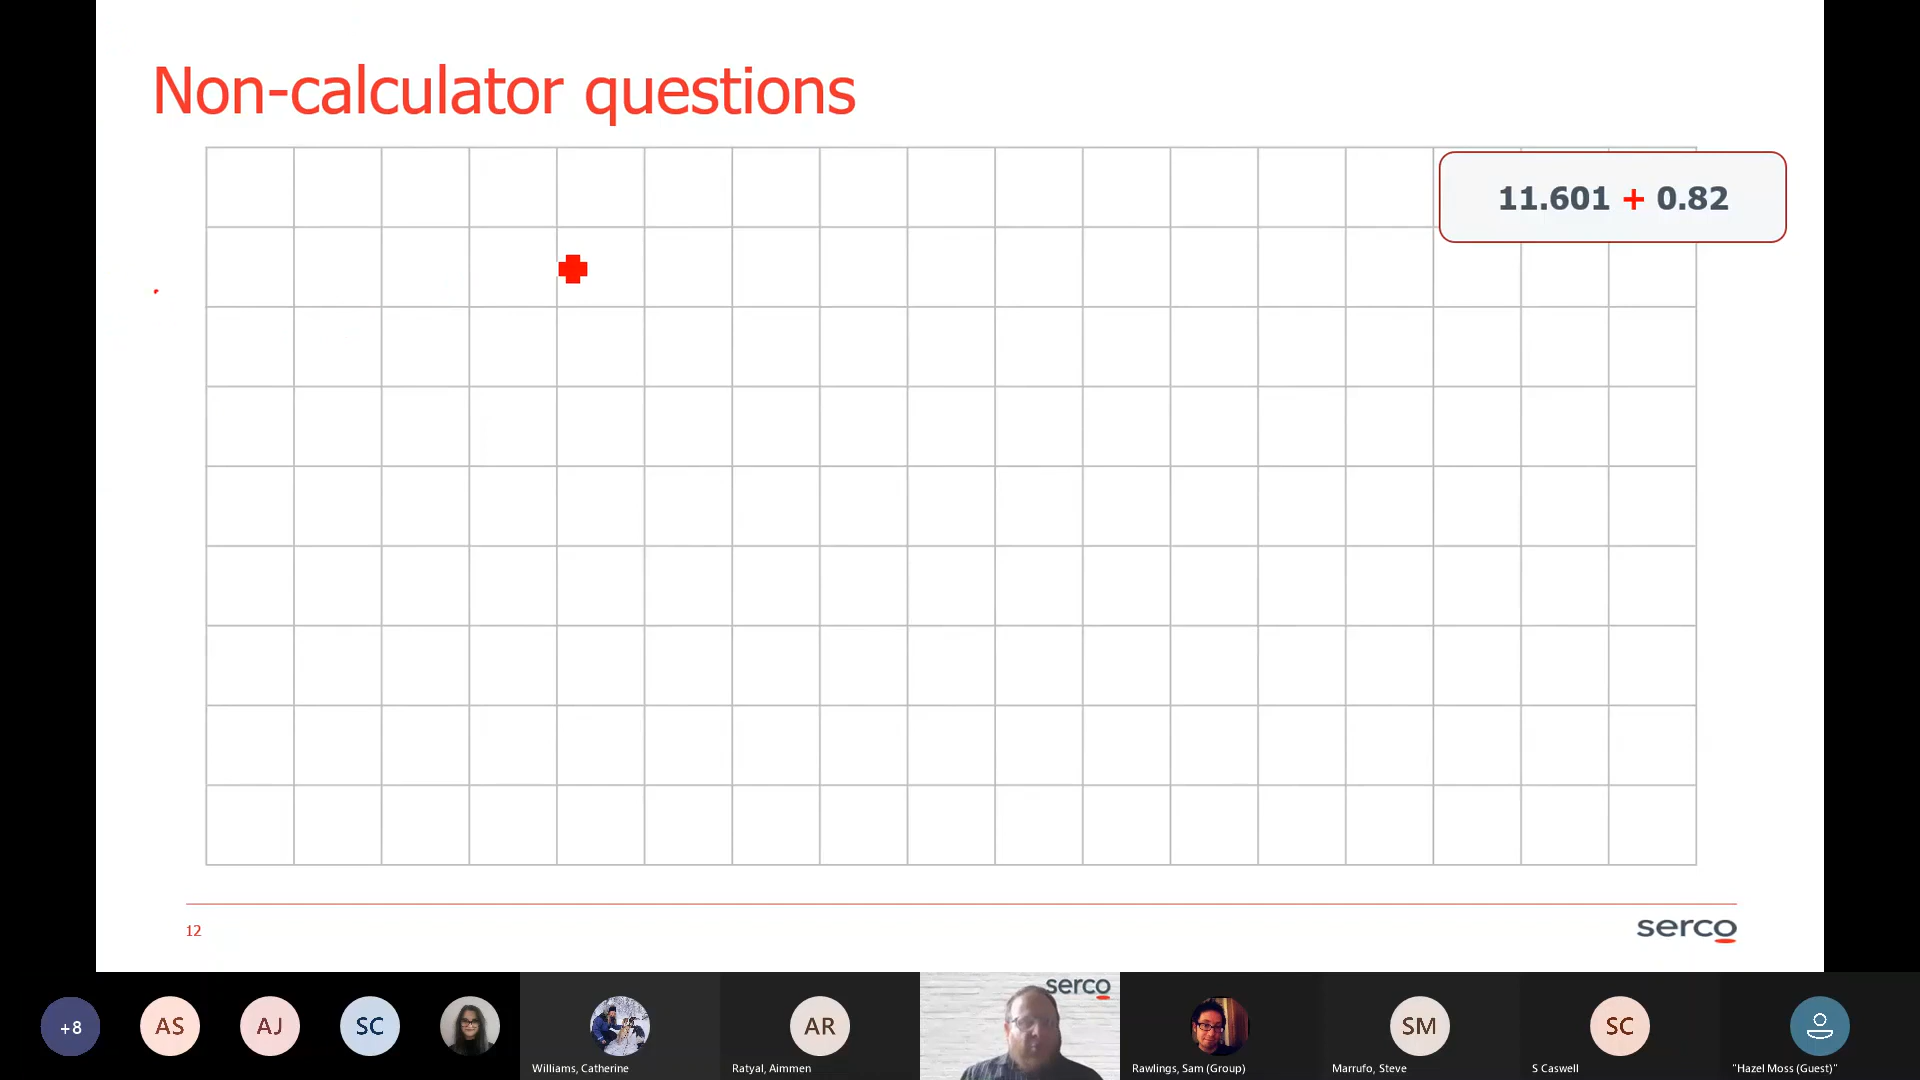 Non-calculator questions
11.601 + 0.82
12
serco
+8
AS
AJ
SC
Williams, Catherine
AR
Ratyal, Aimmen
serco
Rawlings, Sam (Group)
SM
Marrufo, Steve
SC
S Caswell
"Hazel Moss (Guest)"